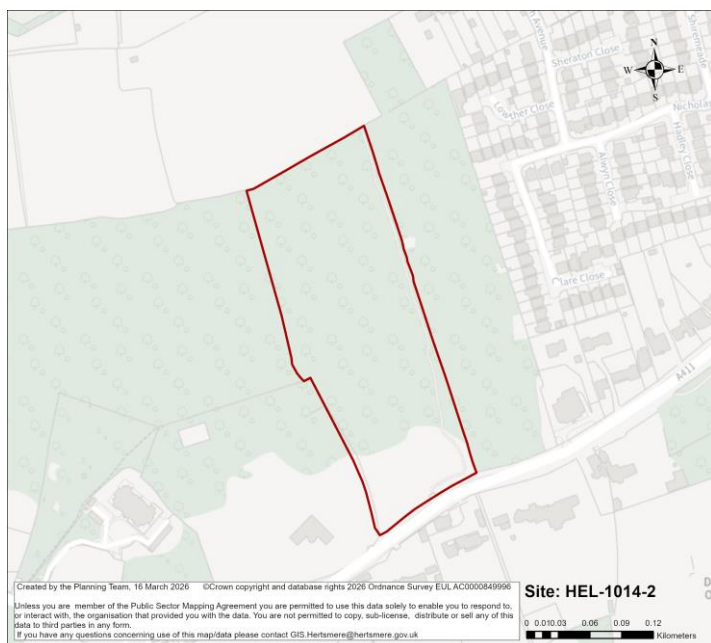 n Avenue
Sheraton Close
Shiremeade
N
W E
S
Lowther Close
Nichola
Alwyn Close
Hadley Close
Clare Close
A411
Created by the Planning Team, 16 March 2026 ©Crown copyright and database rights 2026 Ordnance Survey EUL AC0000849996
Unless you are member of the Public Sector Mapping Agreement you are permitted to use this data solely to enable you to respond to,
or interact with, the organisation that provided you with the data. You are not permitted to copy, sub-license, distribute or sell any of this
data to third parties in any form.
If you have any questions concerning use of this map/data please contact GIS.Hertsmere@hertsmere.gov.uk
Site: HEL-1014-2
D
C
0 0.010.03 0.06 0.09 0.12
Kilometers